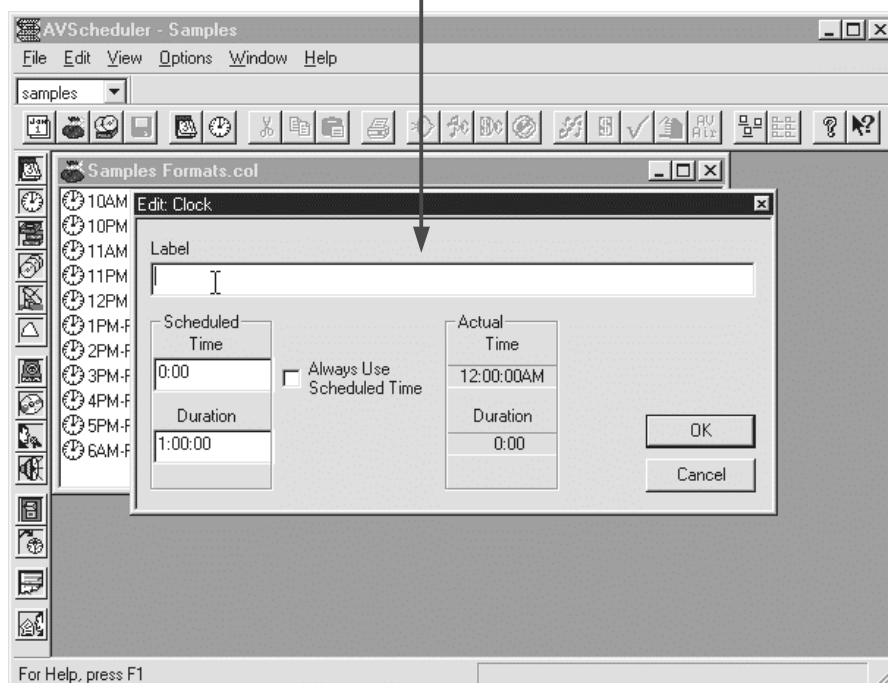 AVScheduler - Samples
File Edit View Options Window Help
samples
Samples Formats.col
10AM
10PM
11AM
11PM
12PM
1PM-F
2PM-F
3PM-F
4PM-F
5PM-F
6AM-F
Edit: Clock
Label
Scheduled
Time
0:00
Duration
1:00:00
Always Use
Scheduled Time
Actual
Time
12:00:00AM
Duration
0:00
OK
Cancel
For Help, press F1